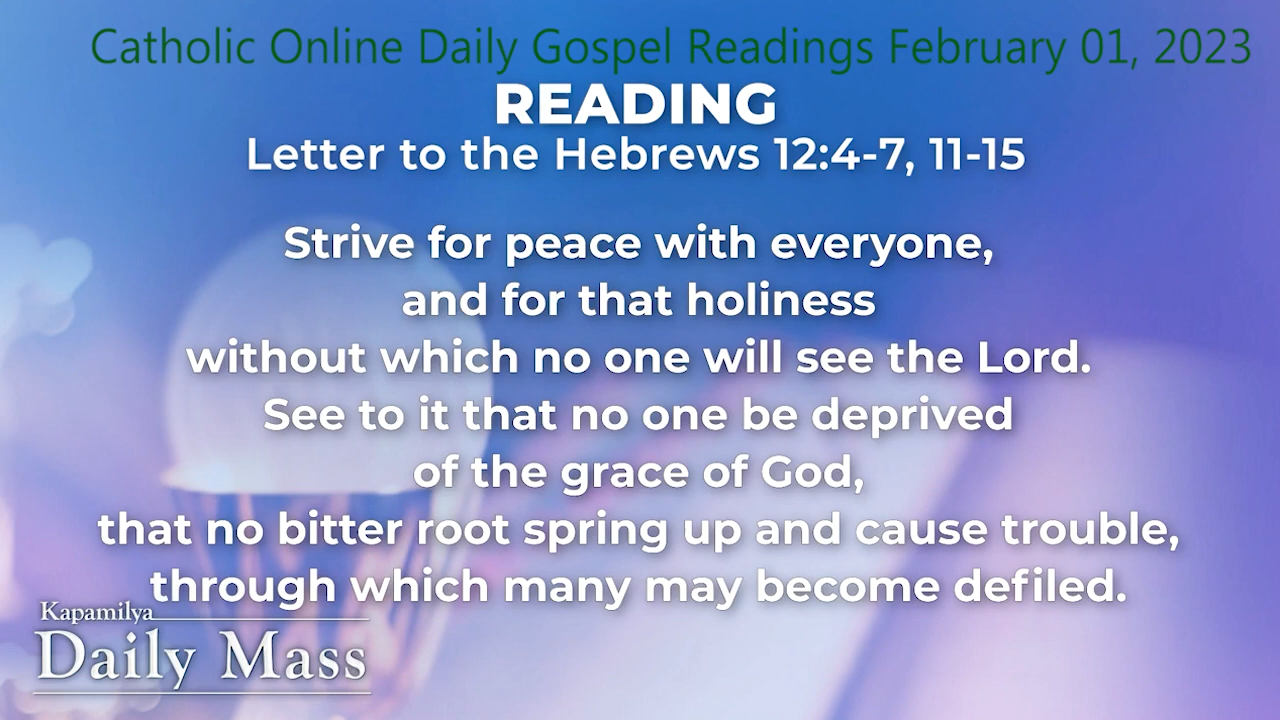 Catholic Online Daily Gospel Readings February 01, 2023
READING
Letter to the Hebrews 12:4-7, 11-15
Strive for peace with everyone,
and for that holiness
without which no one will see the Lord.
See to it that no one be deprived
of the grace of God,
that no bitter root spring up and cause trouble,
through which many may become defiled.
Kapamilya
Daily Mass